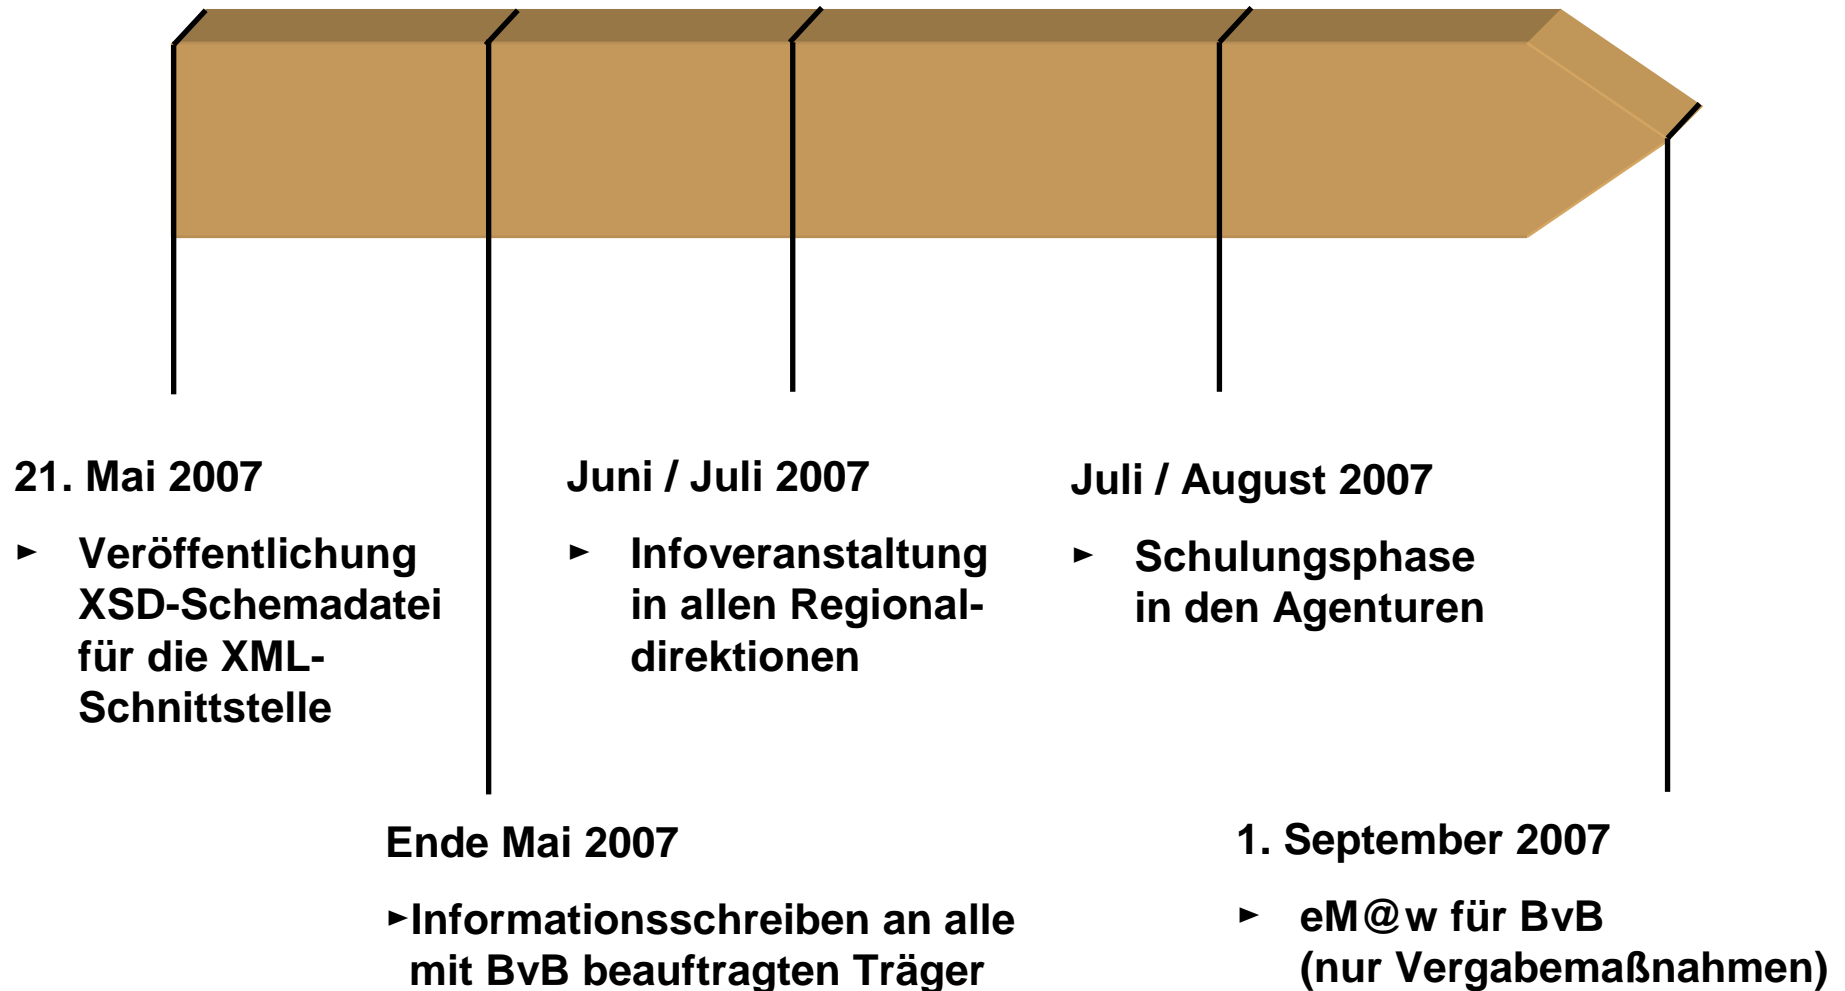 21. Mai 2007
► Veröffentlichung
XSD-Schemadatei
für die XML-
Schnittstelle
Ende Mai 2007
►Informationsschreiben an alle
mit BvB beauftragten Träger
Juni / Juli 2007
► Infoveranstaltung
in allen Regional-
direktionen
Juli / August 2007
► Schulungsphase
in den Agenturen
1. September 2007
► eM@w für BvB
(nur Vergabemaßnahmen)